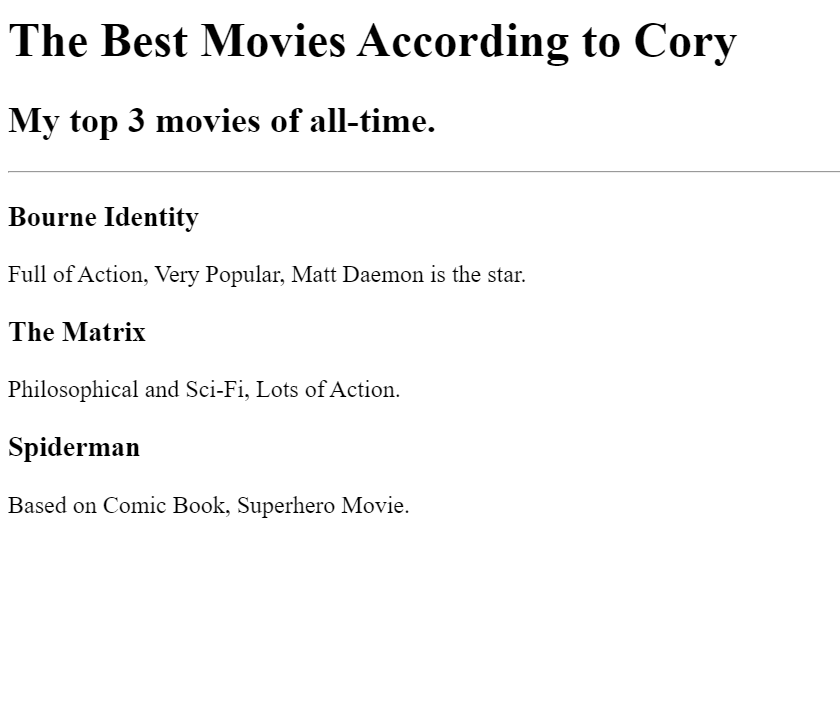 The Best Movies According to Cory
My top 3 movies of all-time.
Bourne Identity
Full of Action, Very Popular, Matt Daemon is the star.
The Matrix
Philosophical and Sci-Fi, Lots of Action.
Spiderman
Based on Comic Book, Superhero Movie.